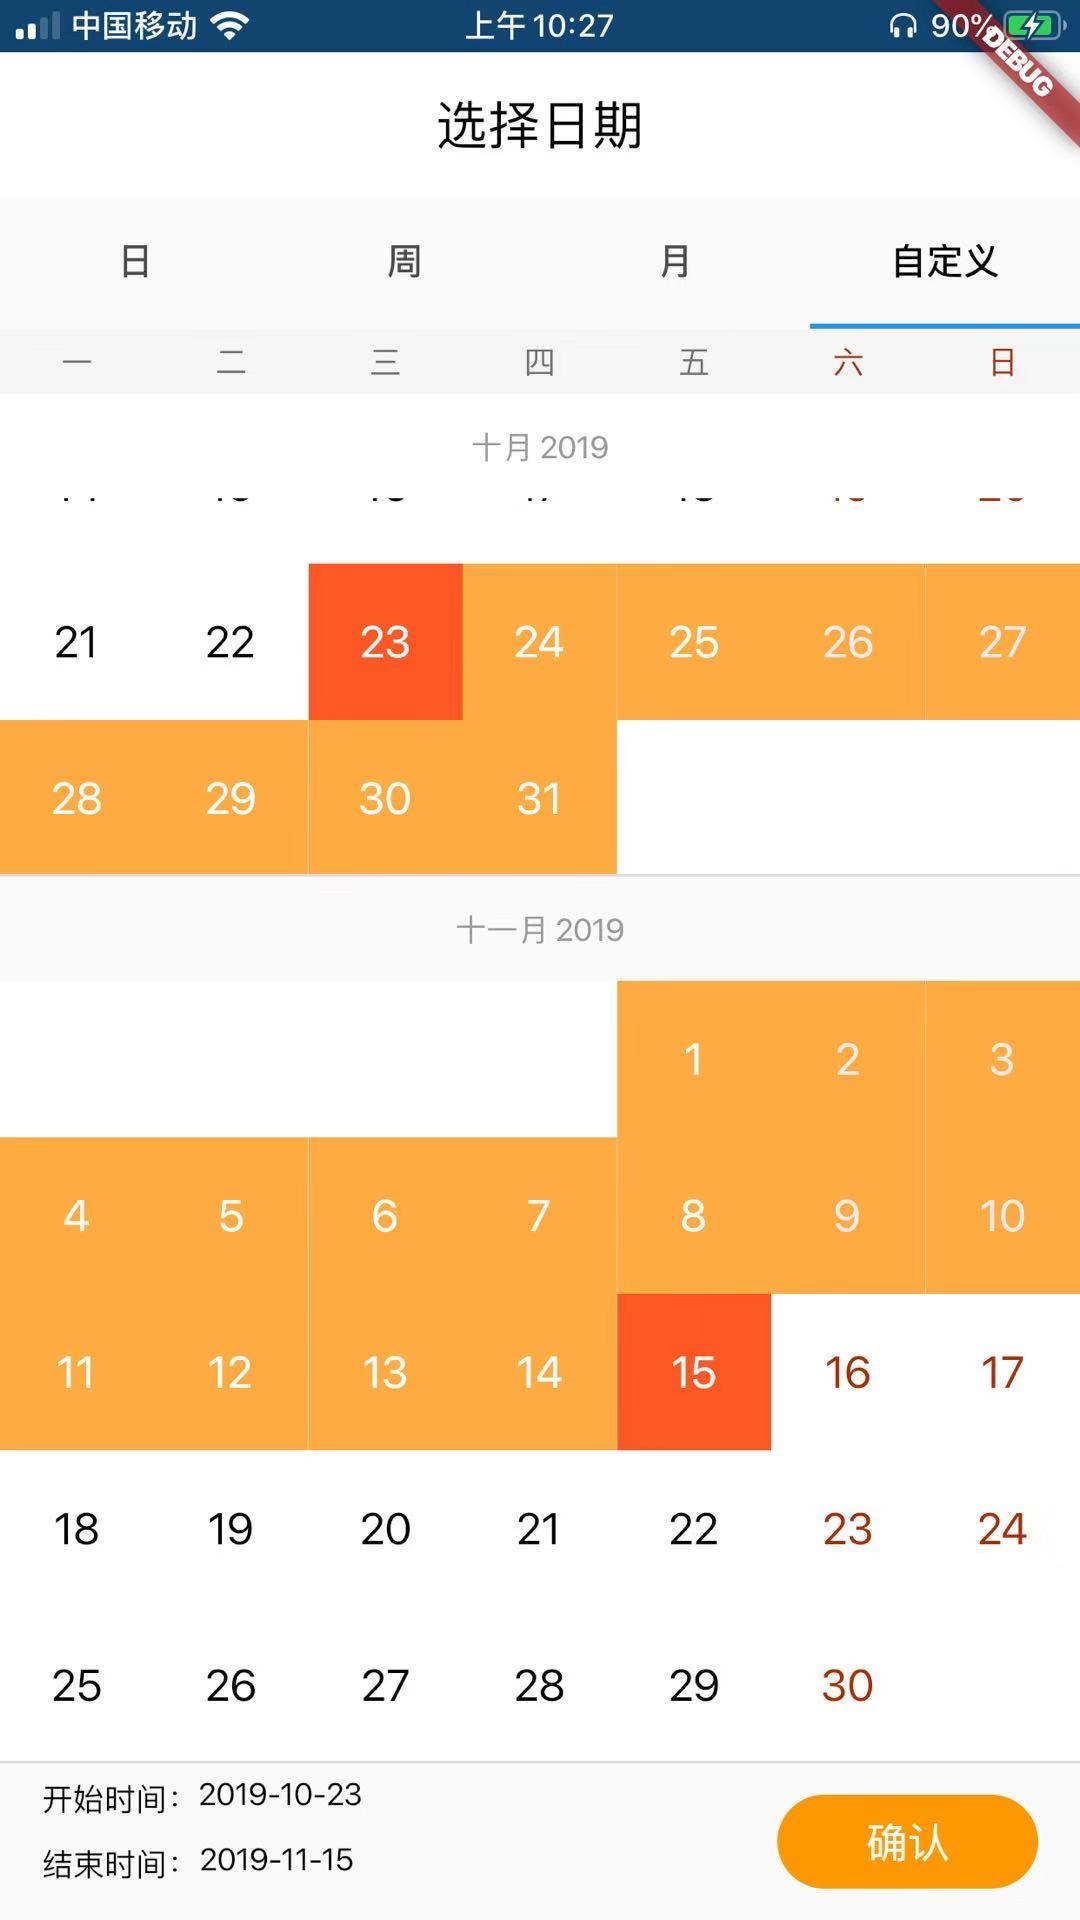 中国移动 上午10:27 90%
DEBUG
选择日期
日 周 月 自定义
一 二 三 四 五 六 日
十月 2019
21 22 23 24 25 26 27
28 29 30 31
十一月 2019
1 2 3
4 5 6 7 8 9 10
11 12 13 14 15 16 17
18 19 20 21 22 23 24
25 26 27 28 29 30
开始时间: 2019-10-23
结束时间: 2019-11-15
确认